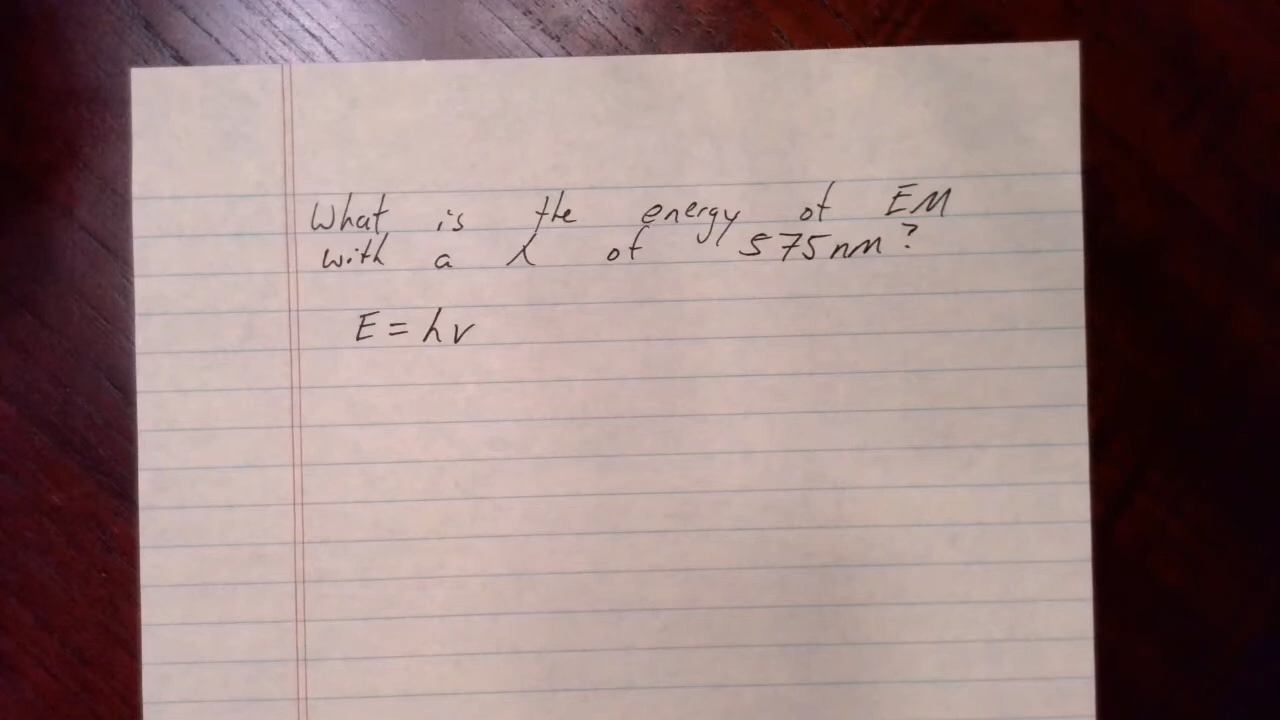 What is the energy of EM
with a λ of 575nm?
E = hν